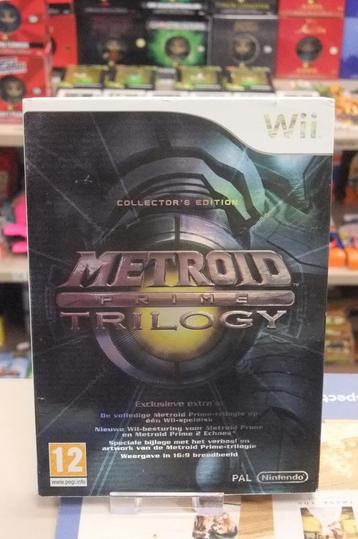 Wii
COLLECTOR'S EDITION
METROID
PRIME
TRILOGY
Exclusieve extra's:
De volledige Metroid Prime-trilogie op
één Wii-speldisc
Nieuwe Wii-besturing voor Metroid Prime
en Metroid Prime 2 Echoes
Speciale bijlage met het verhaal en
artwork van de Metroid Prime-trilogie
Weergave in 16:9 breedbeeld
12
www.pegi.info
PAL
Nintendo
spect